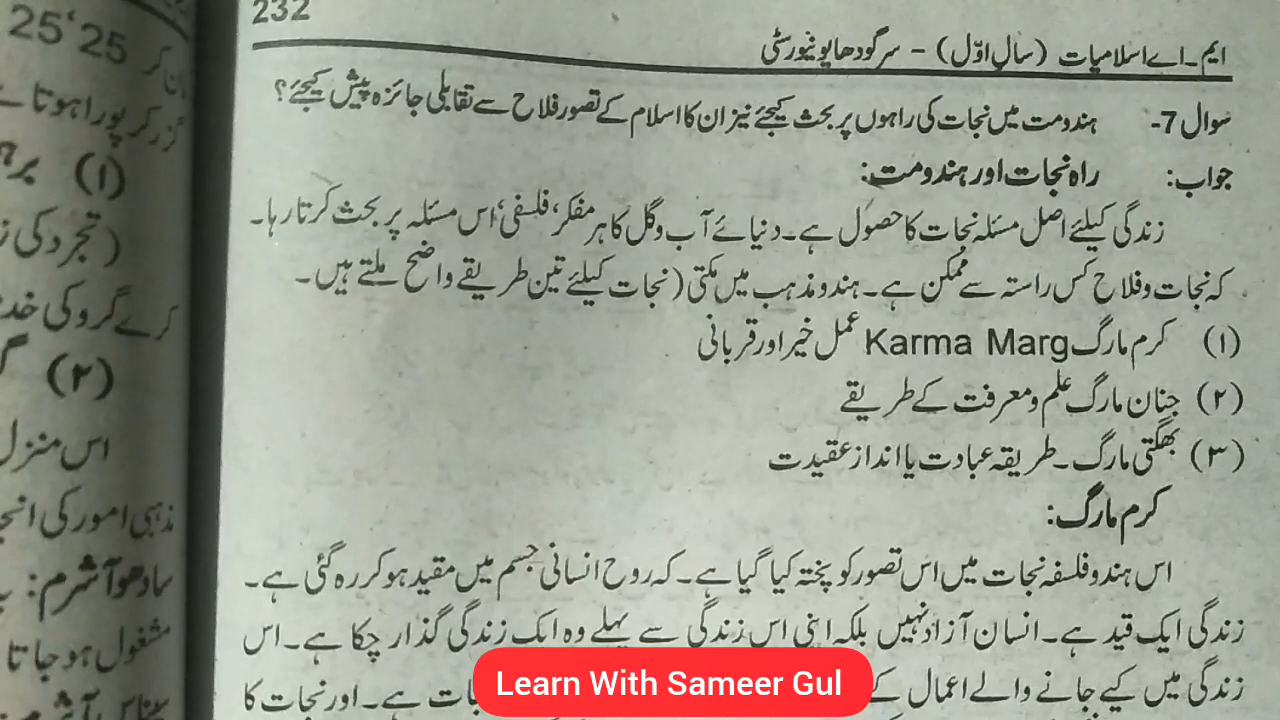 232
ایم۔اے اسلامیات (سال اوّل) - سرگودھا یونیورسٹی
سوال 7- ہندومت میں نجات کی راہوں پر بحث کیجئے نیز ان کا اسلام کے تصور فلاح سے تقابلی جائزہ پیش کیجئے؟
جواب: راہ نجات اور ہندومت:
زندگی کیلئے اصل مسئلہ نجات کا حصول ہے۔ دنیائے آب وگل کا ہر مفکر، فلسفی، اس مسئلہ پر بحث کرتا رہا۔
کہ نجات و فلاح کس راستہ سے ممکن ہے۔ ہندو مذہب میں مکتی (نجات کیلئے تین طریقے واضح ملتے ہیں۔
(۱) کرم مارگ Karma Marg عمل خیر اور قربانی
(۲) جنان مارگ علم و معرفت کے طریقے
(۳) بھگتی مارگ۔ طریقہ عبادت یا انداز عقیدت
کرم مارگ:
اس ہندو فلسفہ نجات میں اس تصور کو پختہ کیا گیا ہے۔ کہ روح انسانی جسم میں مقید ہو کر رہ گئی ہے۔
زندگی ایک قید ہے۔ انسان آزاد نہیں بلکہ اپنی اس زندگی سے پہلے وہ ایک زندگی گذار چکا ہے۔ اس
زندگی میں کیے جانے والے اعمال کے ہے۔ اور نجات کا
25‘25
گزر کر پورا ہوتا
(۱)
(تجرد کی
کرے گرو کی
(۲)
اس منزل
مذہبی امور کی
سادھو آشرم:
مشغول ہو جاتا
Learn With Sameer Gul